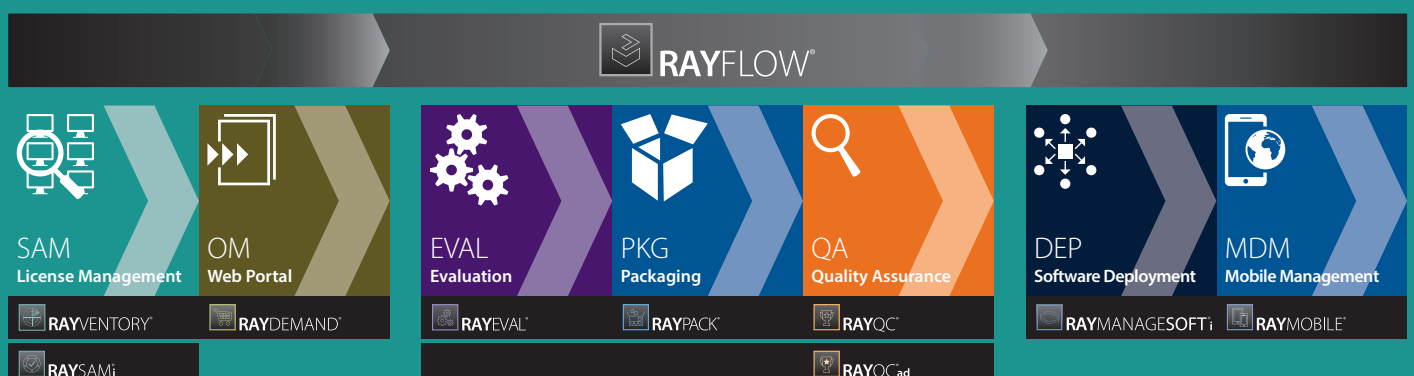 RAYFLOW®
SAM
License Management
OM
Web Portal
EVAL
Evaluation
PKG
Packaging
QA
Quality Assurance
DEP
Software Deployment
MDM
Mobile Management
RAYVENTORY®
RAYDEMAND®
RAYEVAL®
RAYPACK®
RAYQC®
RAYMANAGESOFT®i
RAYMOBILE®
RAYSAMi
RAYQC®ad